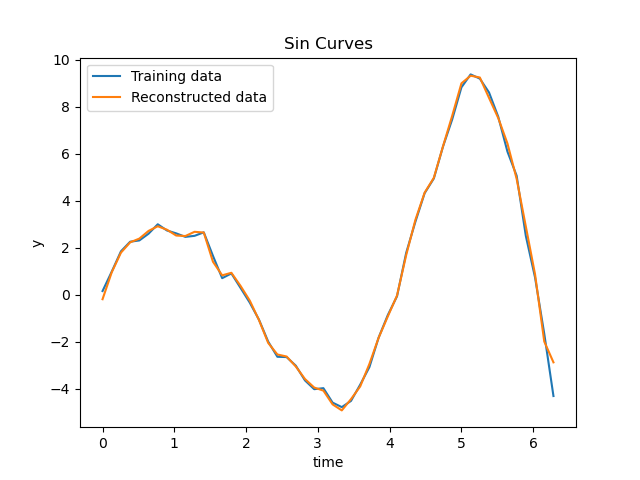 Sin Curves
Training data
Reconstructed data
10
8
6
4
2
0
−2
−4
y
0 1 2 3 4 5 6
time